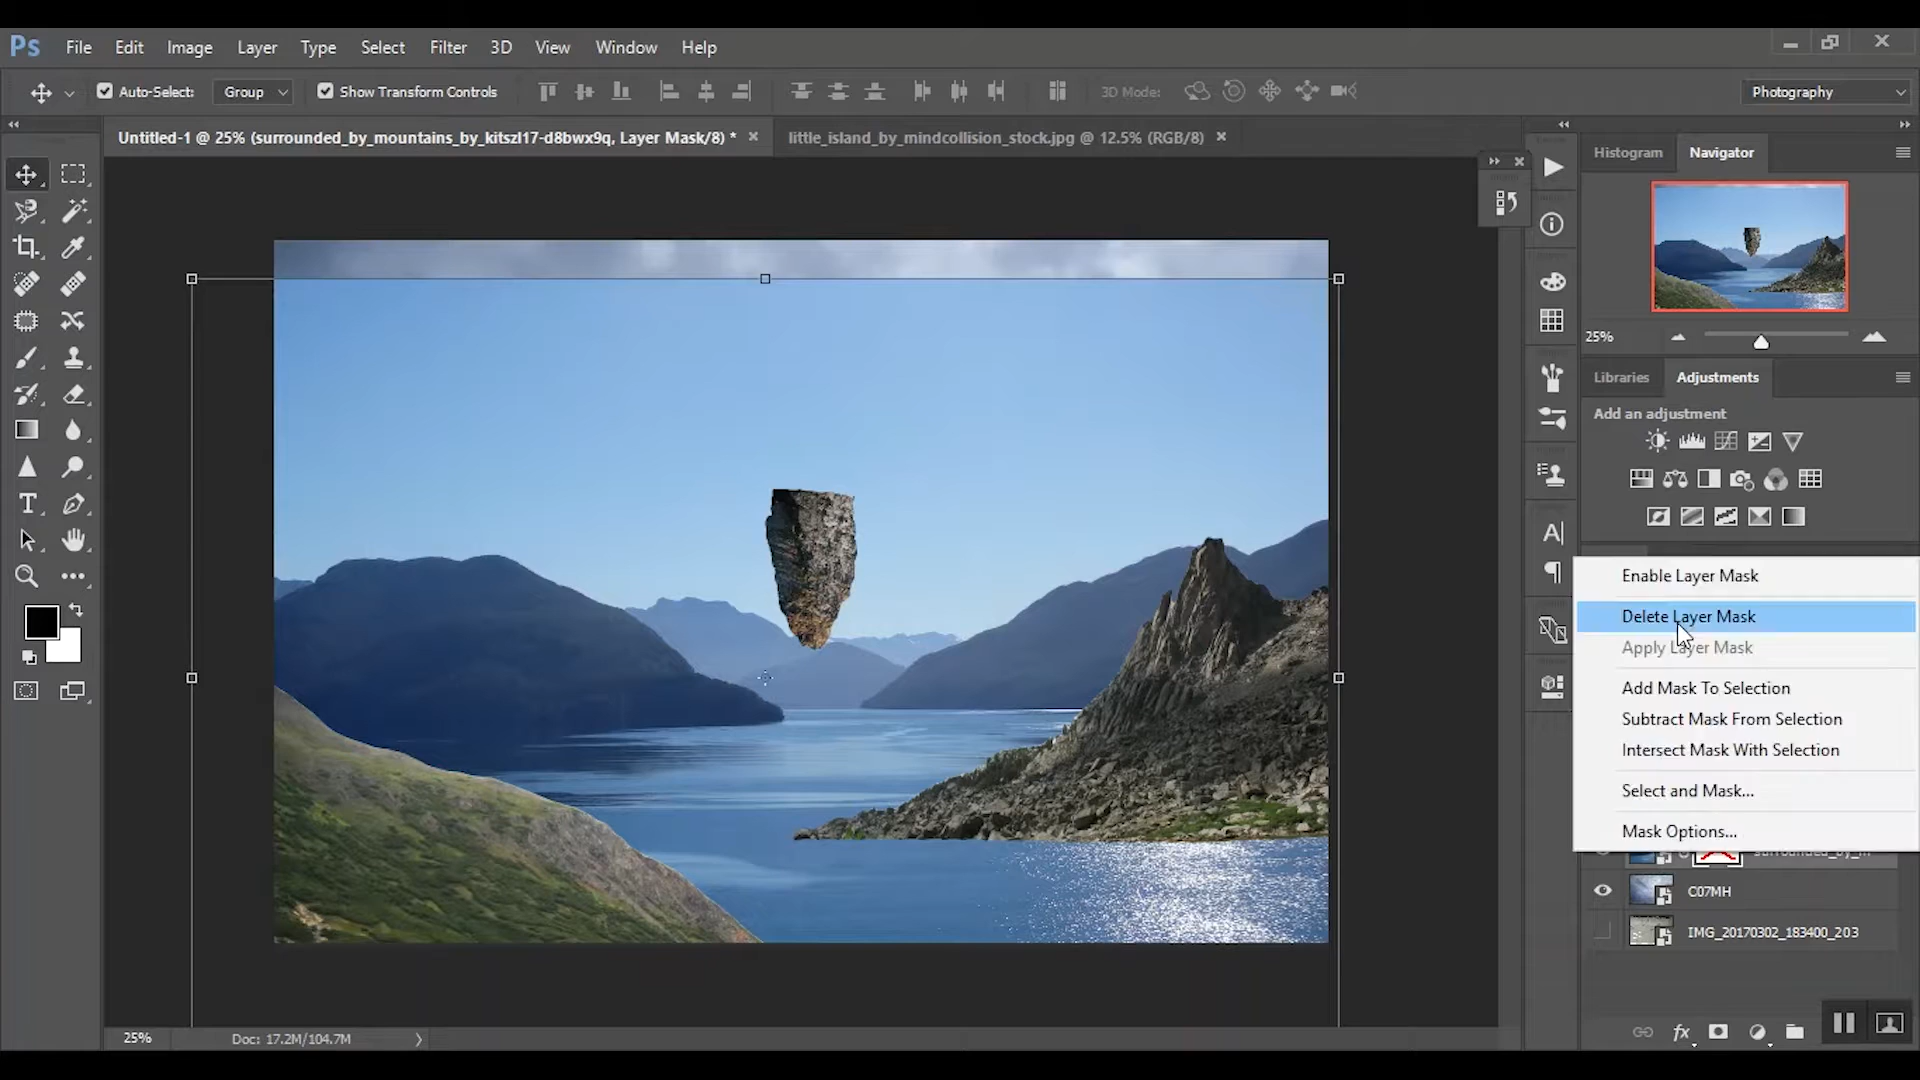 Ps File Edit Image Layer Type Select Filter 3D View Window Help
Auto-Select: Group Show Transform Controls 3D Mode: Photography
Untitled-1 @ 25% (surrounded_by_mountains_by_kitszl17-d8bwx9q, Layer Mask/8) * little_island_by_mindcollision_stock.jpg @ 12.5% (RGB/8)
Histogram Navigator
25%
Libraries Adjustments
Add an adjustment
Enable Layer Mask
Delete Layer Mask
Apply Layer Mask
Add Mask To Selection
Subtract Mask From Selection
Intersect Mask With Selection
Select and Mask...
Mask Options...
surrounded_by_m...
C07MH
IMG_20170302_183400_203
fx
25% Doc: 17.2M/104.7M